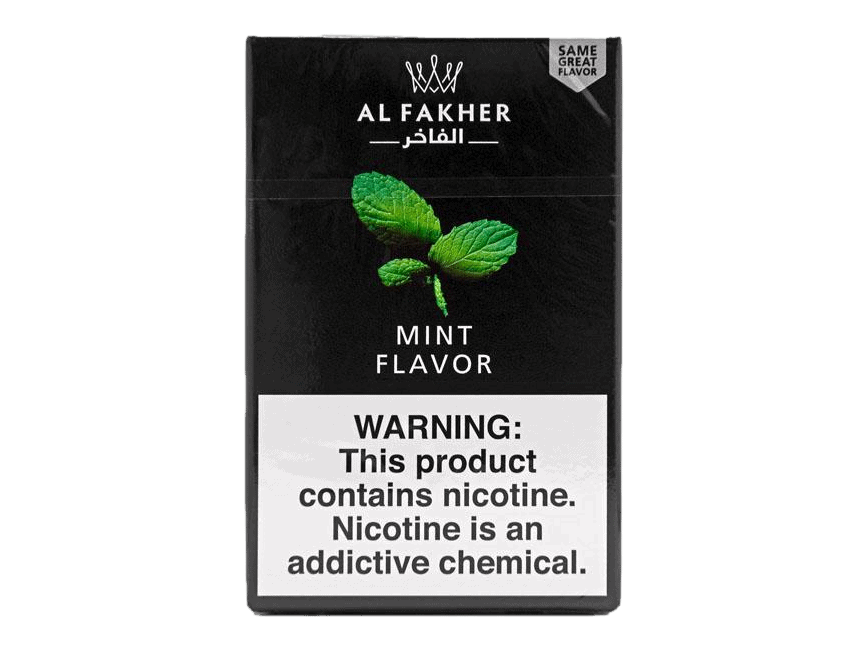 SAME
GREAT
FLAVOR
AL FAKHER
الفاخر
MINT
FLAVOR
WARNING:
This product
contains nicotine.
Nicotine is an
addictive chemical.